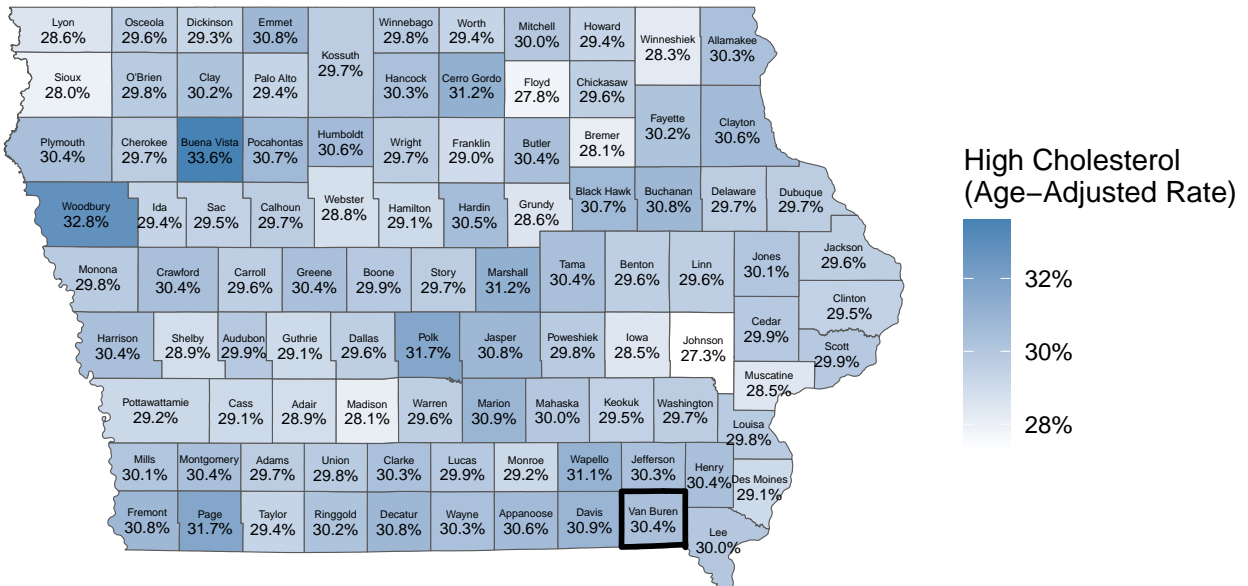 Lyon
28.6%
Osceola
29.6%
Dickinson
29.3%
Emmet
30.8%
Kossuth
29.7%
Winnebago
29.8%
Worth
29.4%
Mitchell
30.0%
Howard
29.4%
Winneshiek
28.3%
Allamakee
30.3%
Sioux
28.0%
O'Brien
29.8%
Clay
30.2%
Palo Alto
29.4%
Hancock
30.3%
Cerro Gordo
31.2%
Floyd
27.8%
Chickasaw
29.6%
Fayette
30.2%
Clayton
30.6%
Plymouth
30.4%
Cherokee
29.7%
Buena Vista
33.6%
Pocahontas
30.7%
Humboldt
30.6%
Wright
29.7%
Franklin
29.0%
Butler
30.4%
Bremer
28.1%
Woodbury
32.8%
Ida
29.4%
Sac
29.5%
Calhoun
29.7%
Webster
28.8%
Hamilton
29.1%
Hardin
30.5%
Grundy
28.6%
Black Hawk
30.7%
Buchanan
30.8%
Delaware
29.7%
Dubuque
29.7%
Monona
29.8%
Crawford
30.4%
Carroll
29.6%
Greene
30.4%
Boone
29.9%
Story
29.7%
Marshall
31.2%
Tama
30.4%
Benton
29.6%
Linn
29.6%
Jones
30.1%
Jackson
29.6%
Clinton
29.5%
Harrison
30.4%
Shelby
28.9%
Audubon
29.9%
Guthrie
29.1%
Dallas
29.6%
Polk
31.7%
Jasper
30.8%
Poweshiek
29.8%
Iowa
28.5%
Johnson
27.3%
Cedar
29.9%
Scott
29.9%
Muscatine
28.5%
Pottawattamie
29.2%
Cass
29.1%
Adair
28.9%
Madison
28.1%
Warren
29.6%
Marion
30.9%
Mahaska
30.0%
Keokuk
29.5%
Washington
29.7%
Louisa
29.8%
Mills
30.1%
Montgomery
30.4%
Adams
29.7%
Union
29.8%
Clarke
30.3%
Lucas
29.9%
Monroe
29.2%
Wapello
31.1%
Jefferson
30.3%
Henry
30.4%
Des Moines
29.1%
Fremont
30.8%
Page
31.7%
Taylor
29.4%
Ringgold
30.2%
Decatur
30.8%
Wayne
30.3%
Appanoose
30.6%
Davis
30.9%
Van Buren
30.4%
Lee
30.0%
High Cholesterol
(Age−Adjusted Rate)
32%
30%
28%